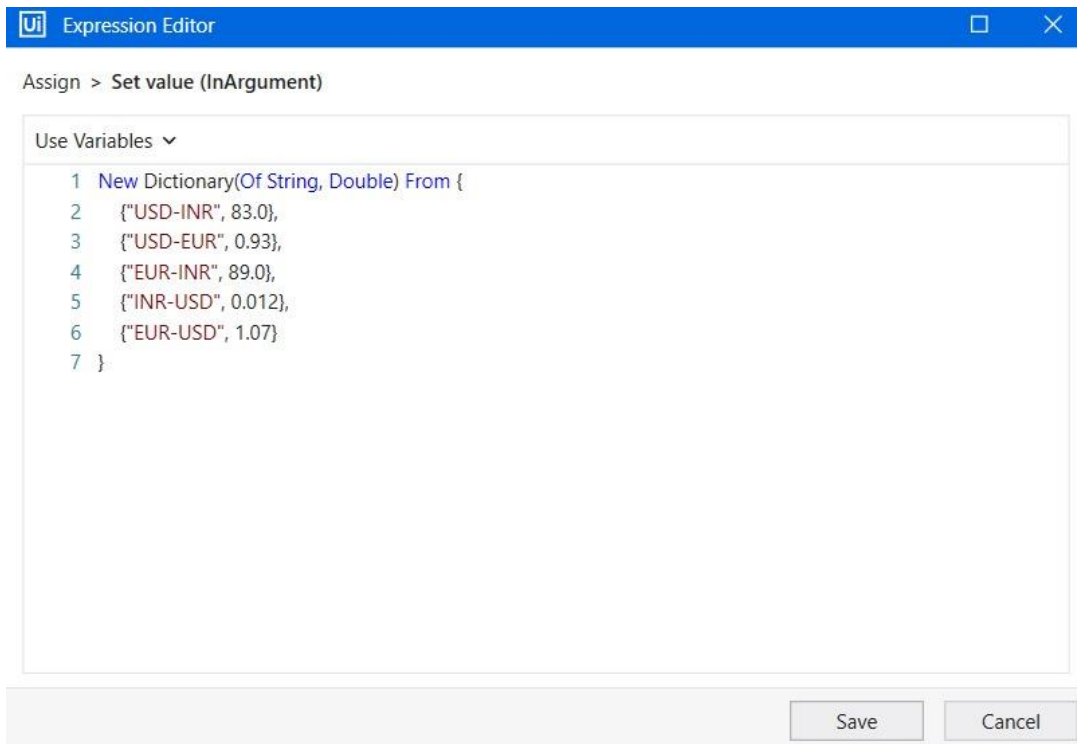 Ui Expression Editor
Assign > Set value (InArgument)
Use Variables
1 New Dictionary(Of String, Double) From {
2 {"USD-INR", 83.0},
3 {"USD-EUR", 0.93},
4 {"EUR-INR", 89.0},
5 {"INR-USD", 0.012},
6 {"EUR-USD", 1.07}
7 }
Save Cancel